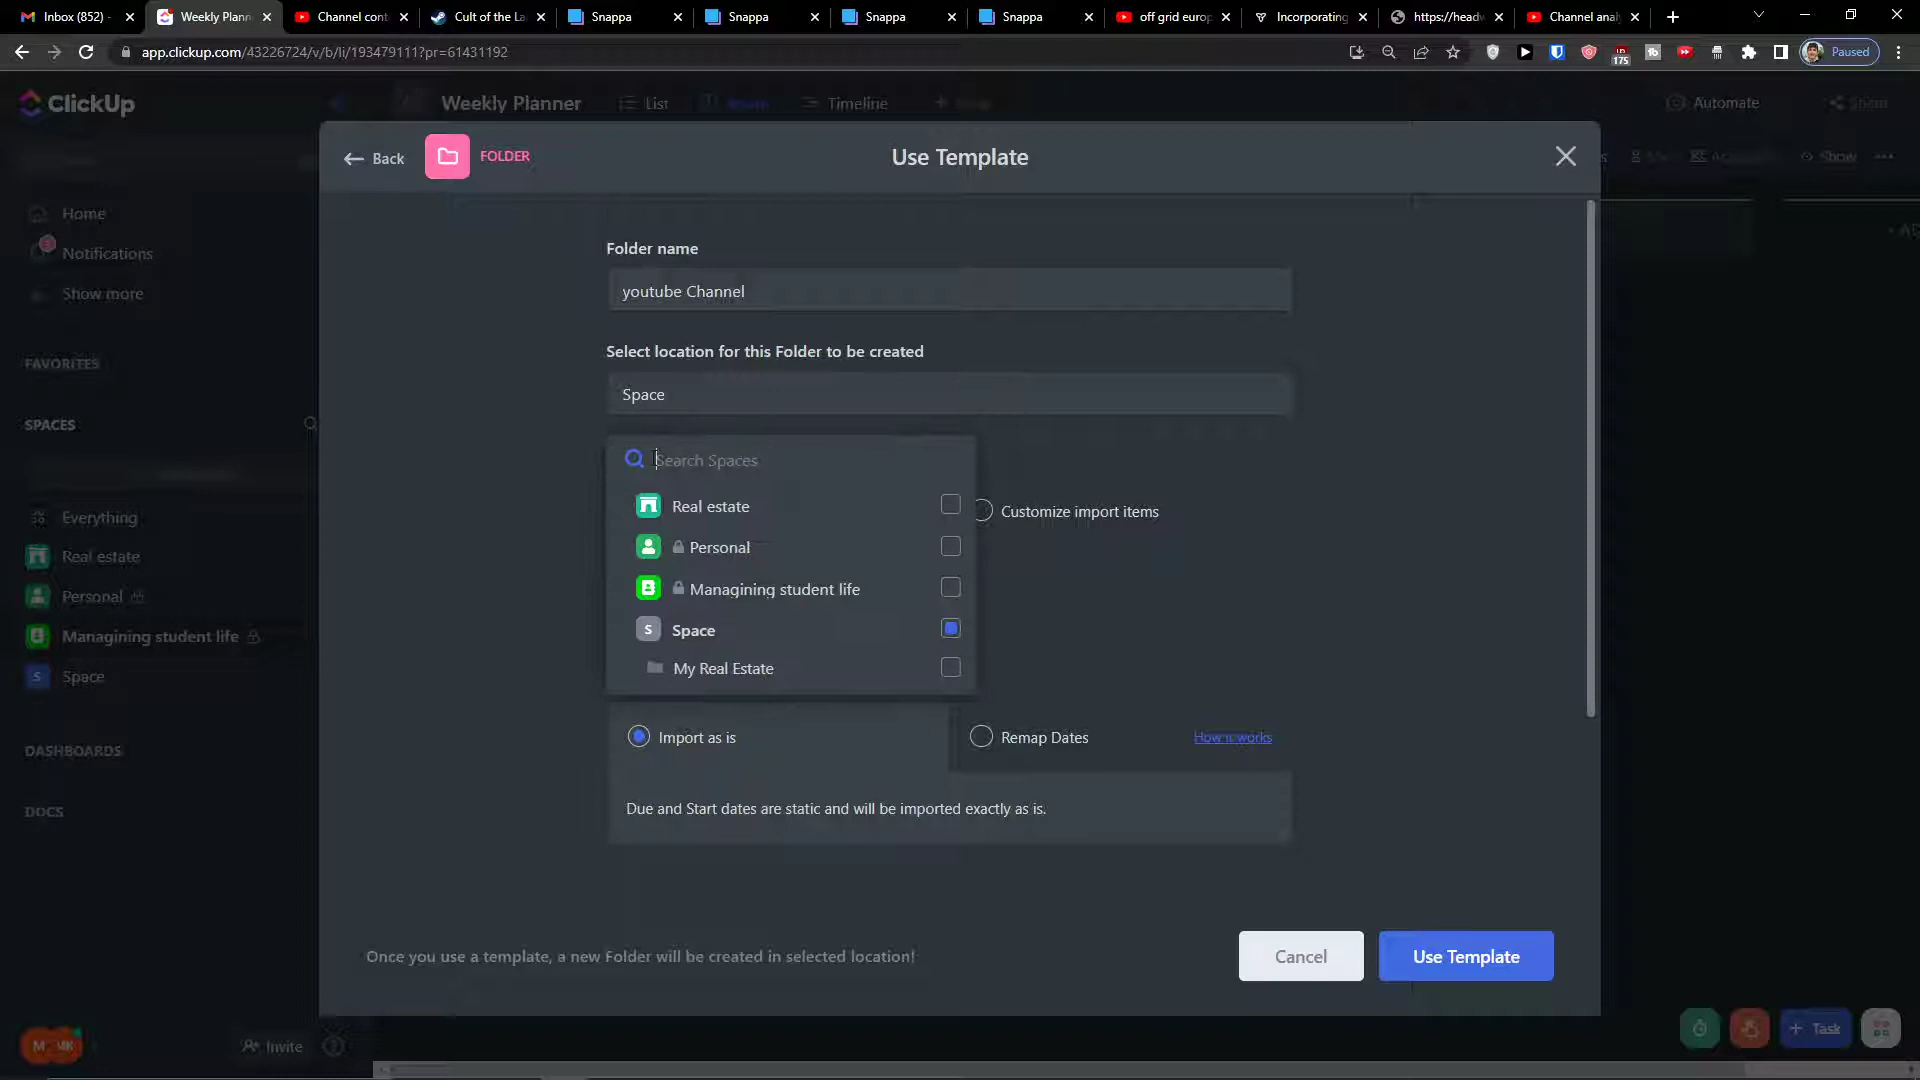 Inbox (852) -
Weekly Plann
Channel cont
Cult of the La
Snappa
Snappa
Snappa
Snappa
off grid europ
Incorporating
https://headw
Channel anal
app.clickup.com/43226724/v/b/li/193479111?pr=61431192
175
Paused
ClickUp
Weekly Planner
List
Timeline
Automate
Share
Back
FOLDER
Use Template
Show
Home
Notifications
Show more
FAVORITES
SPACES
Everything
Real estate
Personal
Managining student life
S Space
DASHBOARDS
DOCS
Folder name
youtube Channel
Select location for this Folder to be created
Space
Search Spaces
Real estate
Customize import items
Personal
Managining student life
S Space
My Real Estate
Import as is
Remap Dates
How it works
Due and Start dates are static and will be imported exactly as is.
Once you use a template, a new Folder will be created in selected location!
Cancel
Use Template
Invite
+ Task